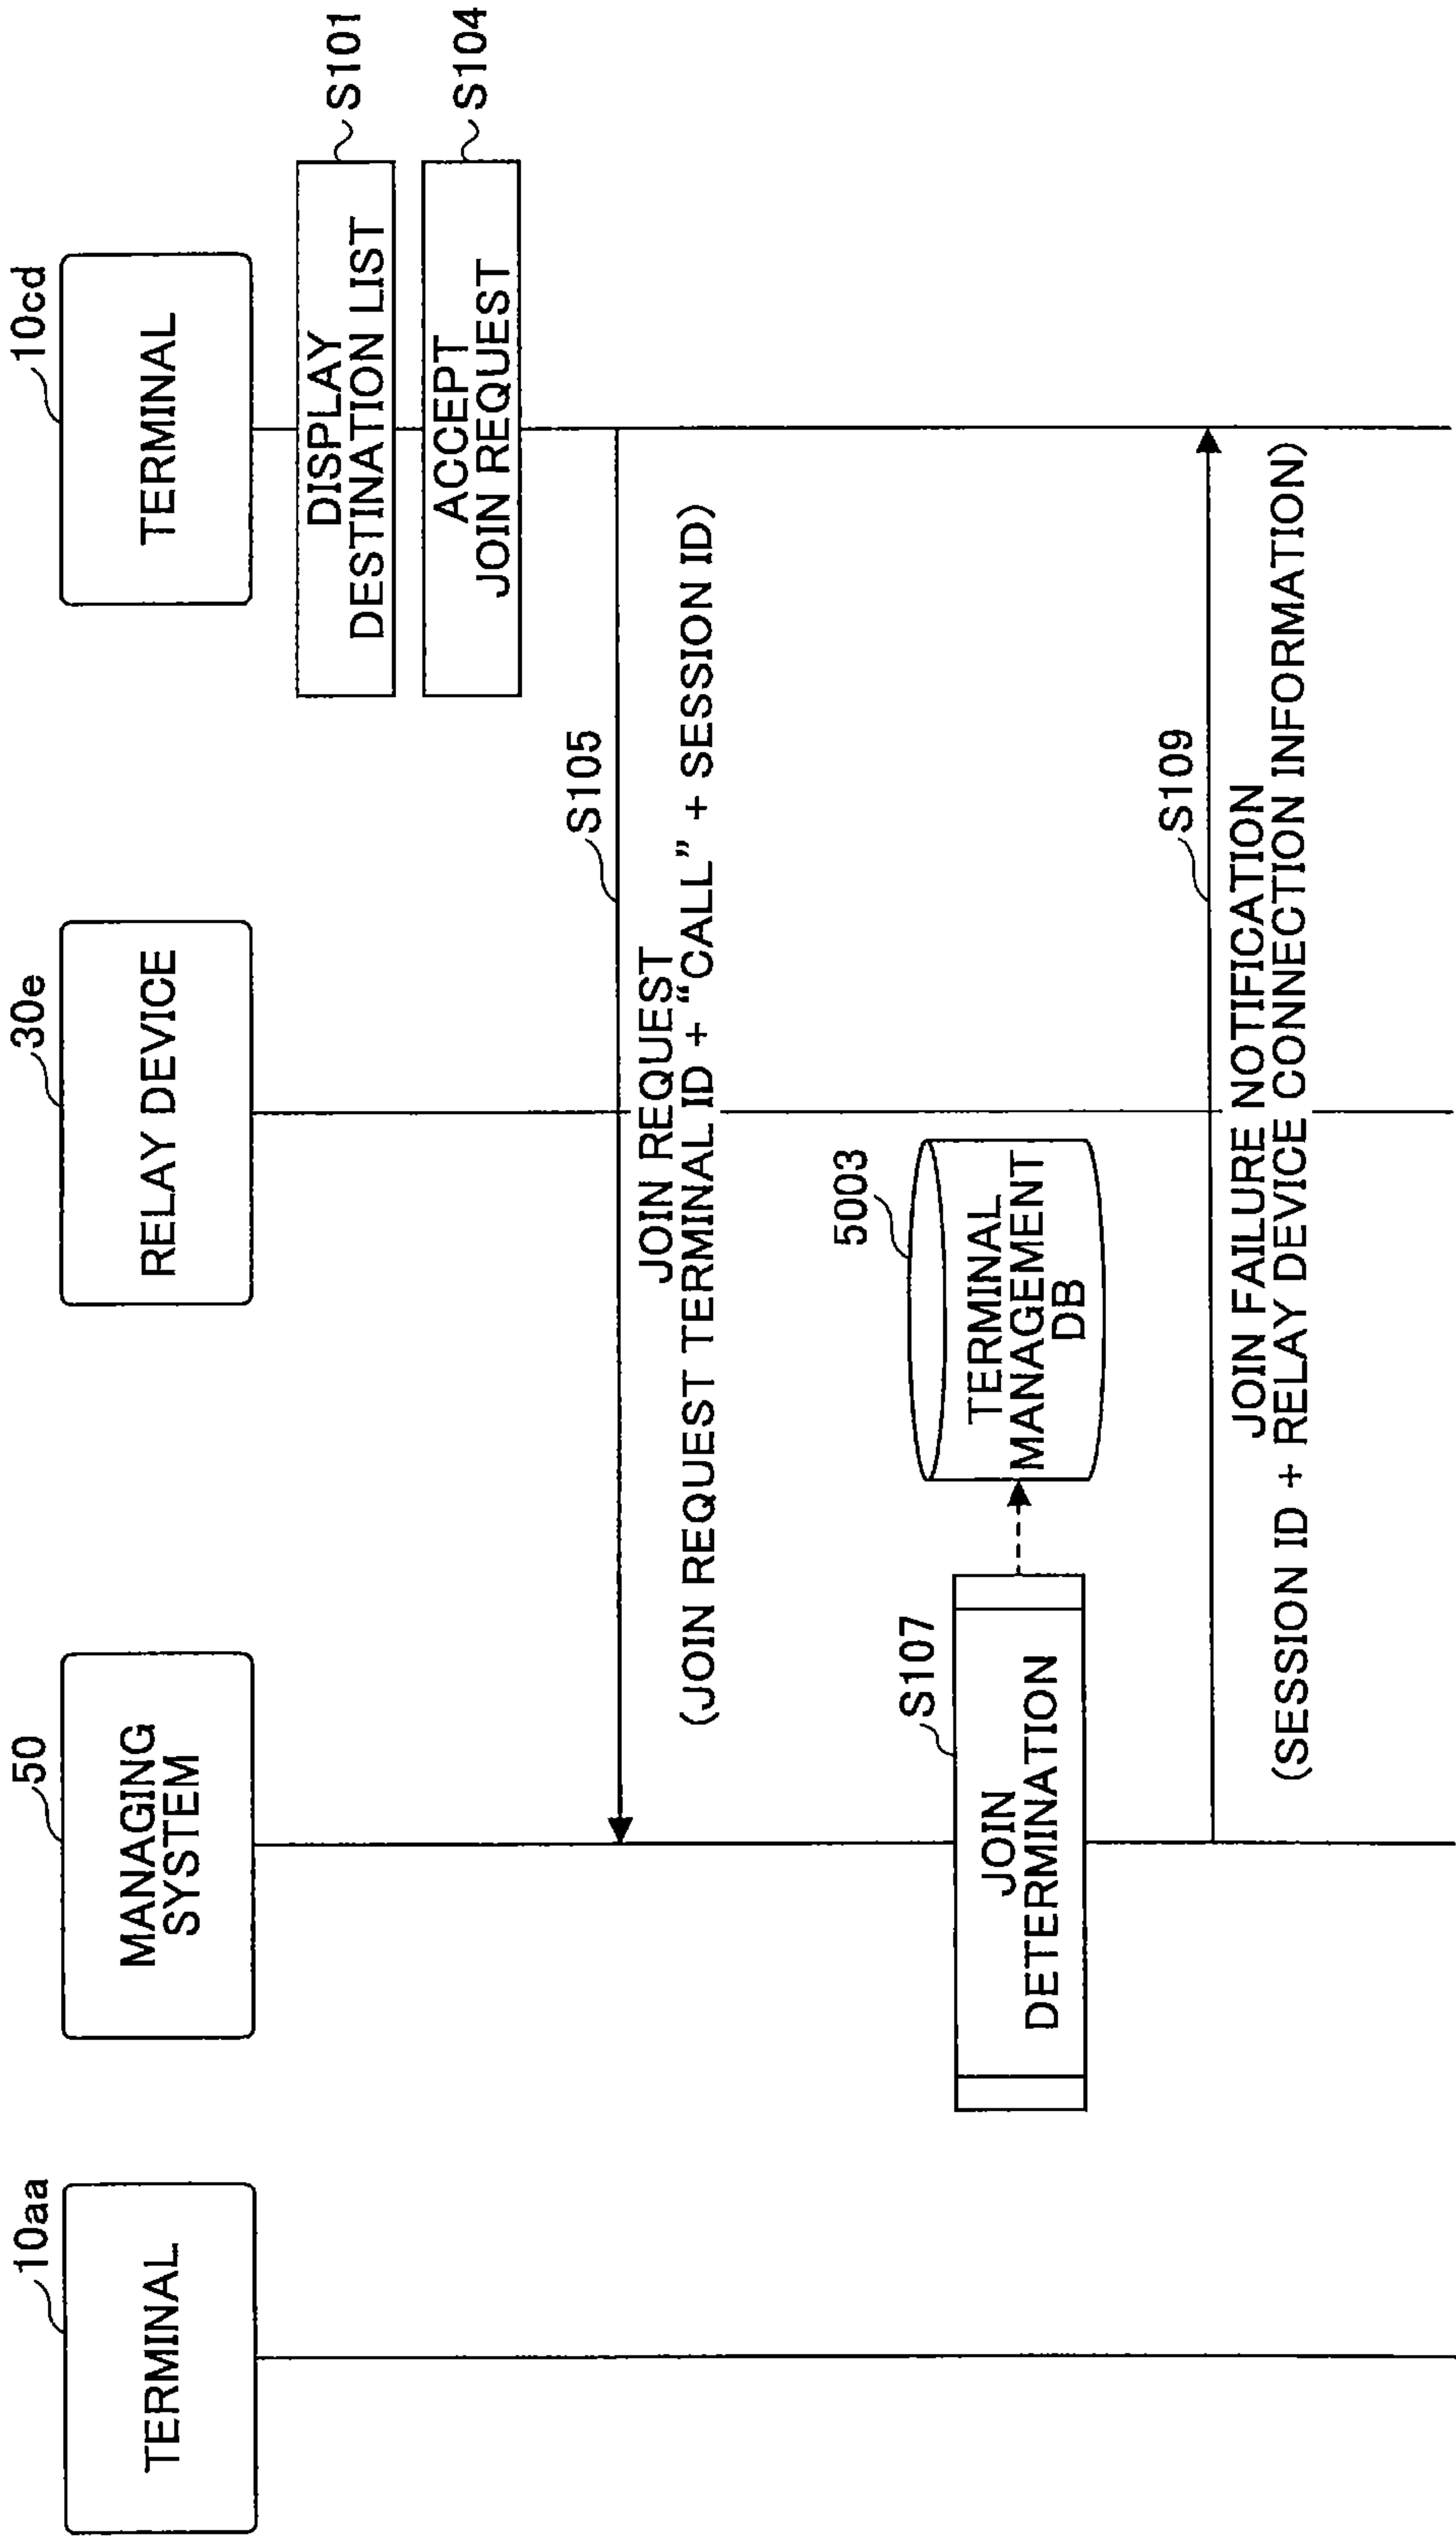 10aa
TERMINAL
50
MANAGING
SYSTEM
30e
RELAY DEVICE
10cd
TERMINAL
DISPLAY
DESTINATION LIST
S101
ACCEPT
JOIN REQUEST
S104
S105
JOIN REQUEST
(JOIN REQUEST TERMINAL ID + “CALL” + SESSION ID)
S107
JOIN
DETERMINATION
5003
TERMINAL
MANAGEMENT
DB
S109
JOIN FAILURE NOTIFICATION
(SESSION ID + RELAY DEVICE CONNECTION INFORMATION)